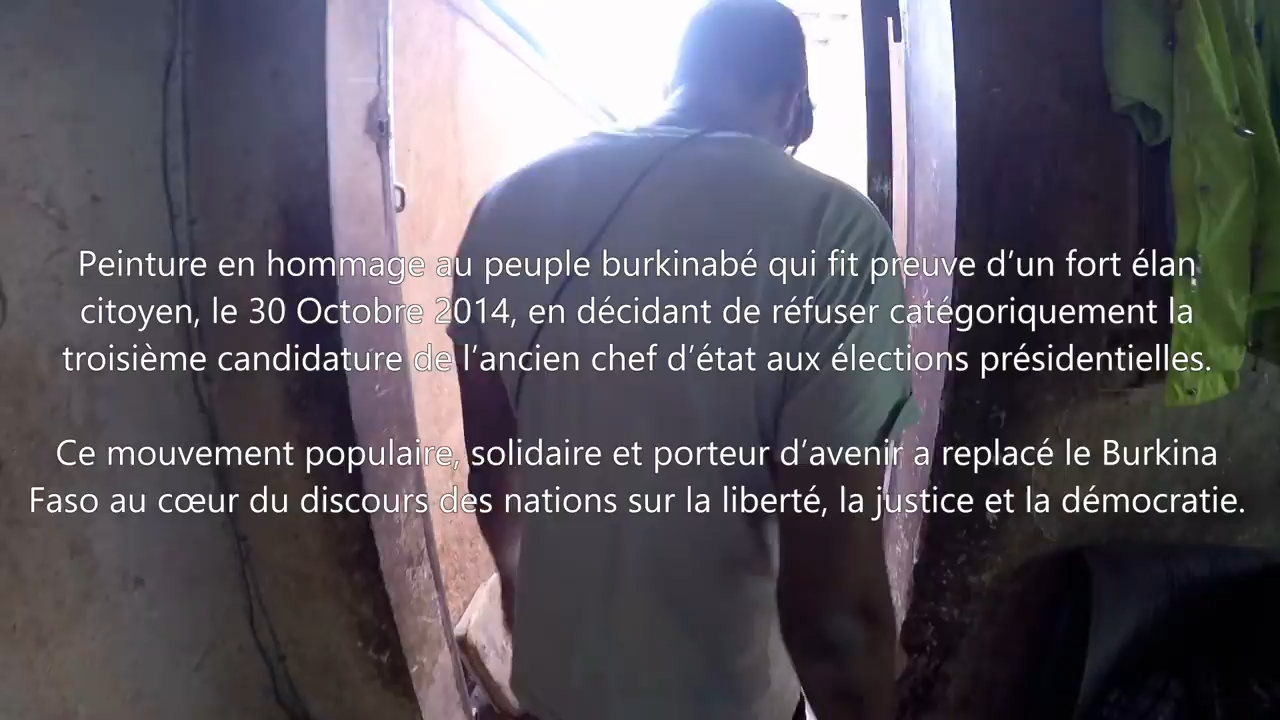 Peinture en hommage au peuple burkinabé qui fit preuve d’un fort élan
citoyen, le 30 Octobre 2014, en décidant de réfuser catégoriquement la
troisième candidature de l’ancien chef d’état aux élections présidentielles.
Ce mouvement populaire, solidaire et porteur d’avenir a replacé le Burkina
Faso au cœur du discours des nations sur la liberté, la justice et la démocratie.